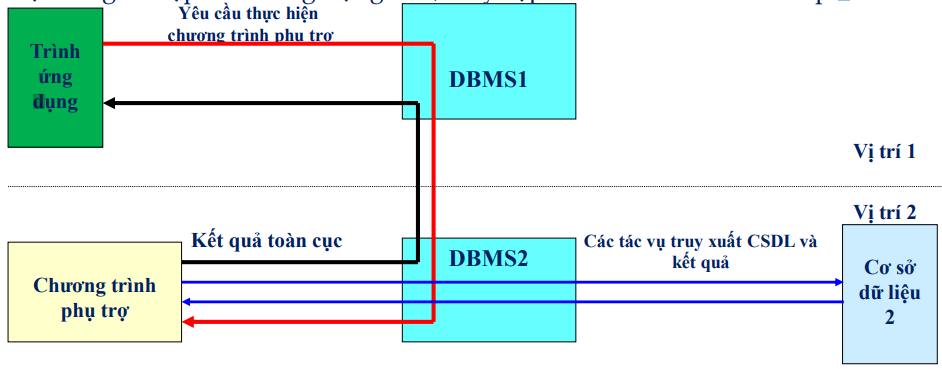 Yêu cầu thực hiện
chương trình phụ trợ
Trình
ứng
dụng
DBMS1
Vị trí 1
Vị trí 2
Kết quả toàn cục
DBMS2
Các tác vụ truy xuất CSDL và
kết quả
Chương trình
phụ trợ
Cơ sở
dữ liệu
2